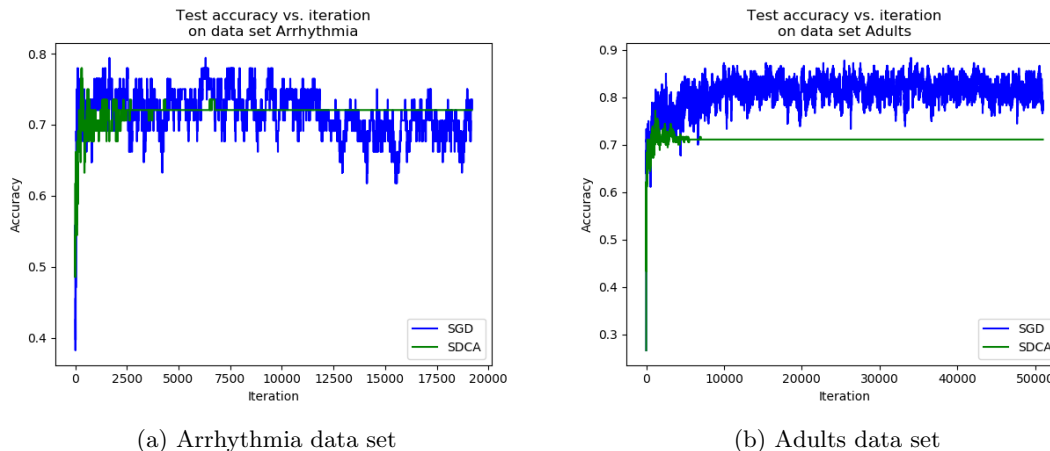 Test accuracy vs. iteration
on data set Arrhythmia
0.8
0.7
0.6
0.5
0.4
Accuracy
0 2500 5000 7500 10000 12500 15000 17500 20000
Iteration
SGD
SDCA
(a) Arrhythmia data set
Test accuracy vs. iteration
on data set Adults
0.9
0.8
0.7
0.6
0.5
0.4
0.3
Accuracy
0 10000 20000 30000 40000 50000
Iteration
SGD
SDCA
(b) Adults data set